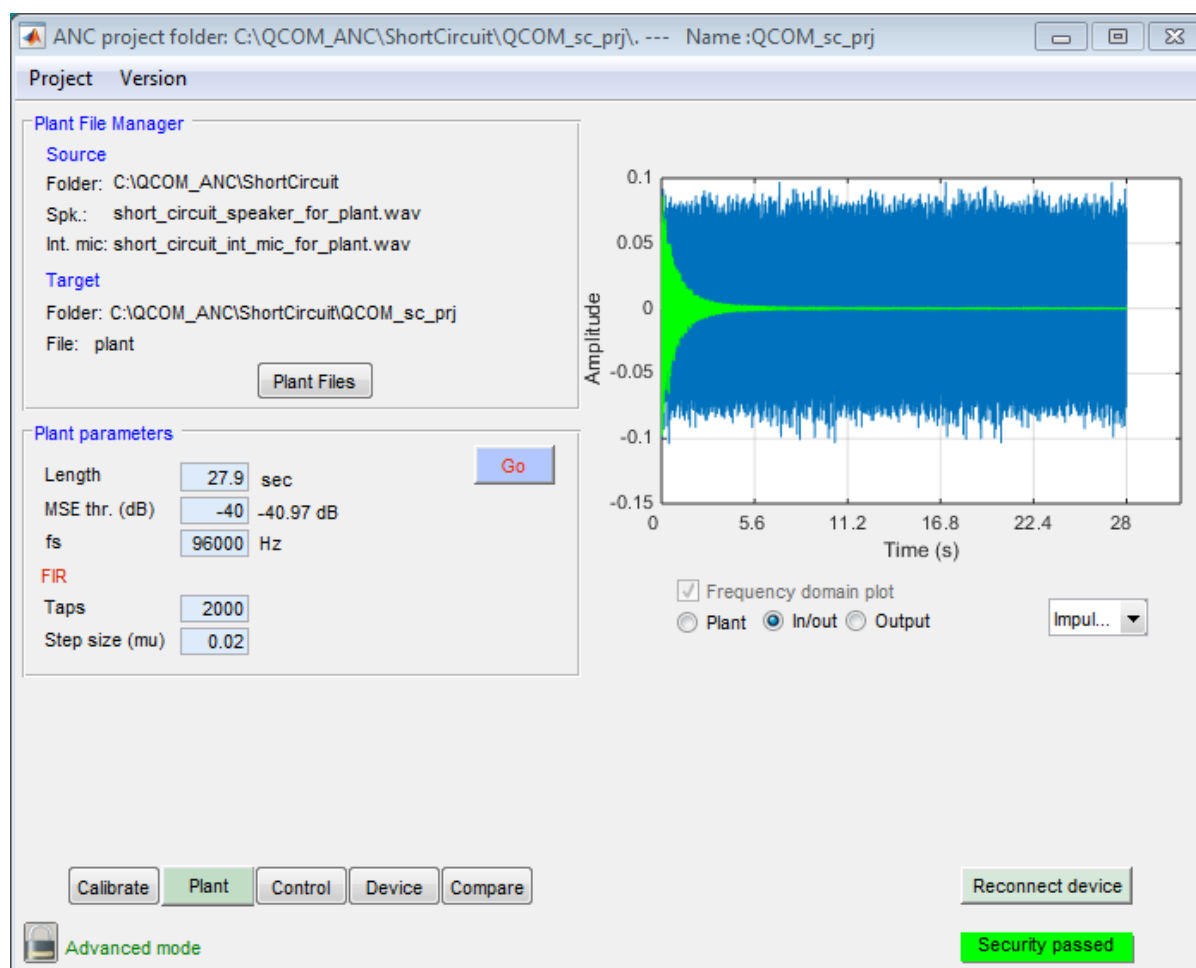 ANC project folder: C:\QCOM_ANC\ShortCircuit\QCOM_sc_prj\. --- Name :QCOM_sc_prj
Project Version
Plant File Manager
Source
Folder: C:\QCOM_ANC\ShortCircuit
Spk.: short_circuit_speaker_for_plant.wav
Int. mic: short_circuit_int_mic_for_plant.wav
Target
Folder: C:\QCOM_ANC\ShortCircuit\QCOM_sc_prj
File: plant
Plant Files
Plant parameters
Go
Length 27.9 sec
MSE thr. (dB) -40 -40.97 dB
fs 96000 Hz
FIR
Taps 2000
Step size (mu) 0.02
0.1
0.05
0
-0.05
-0.1
-0.15
Amplitude
0 5.6 11.2 16.8 22.4 28
Time (s)
Frequency domain plot
Plant In/out Output
Impul...
Calibrate Plant Control Device Compare
Reconnect device
Advanced mode
Security passed